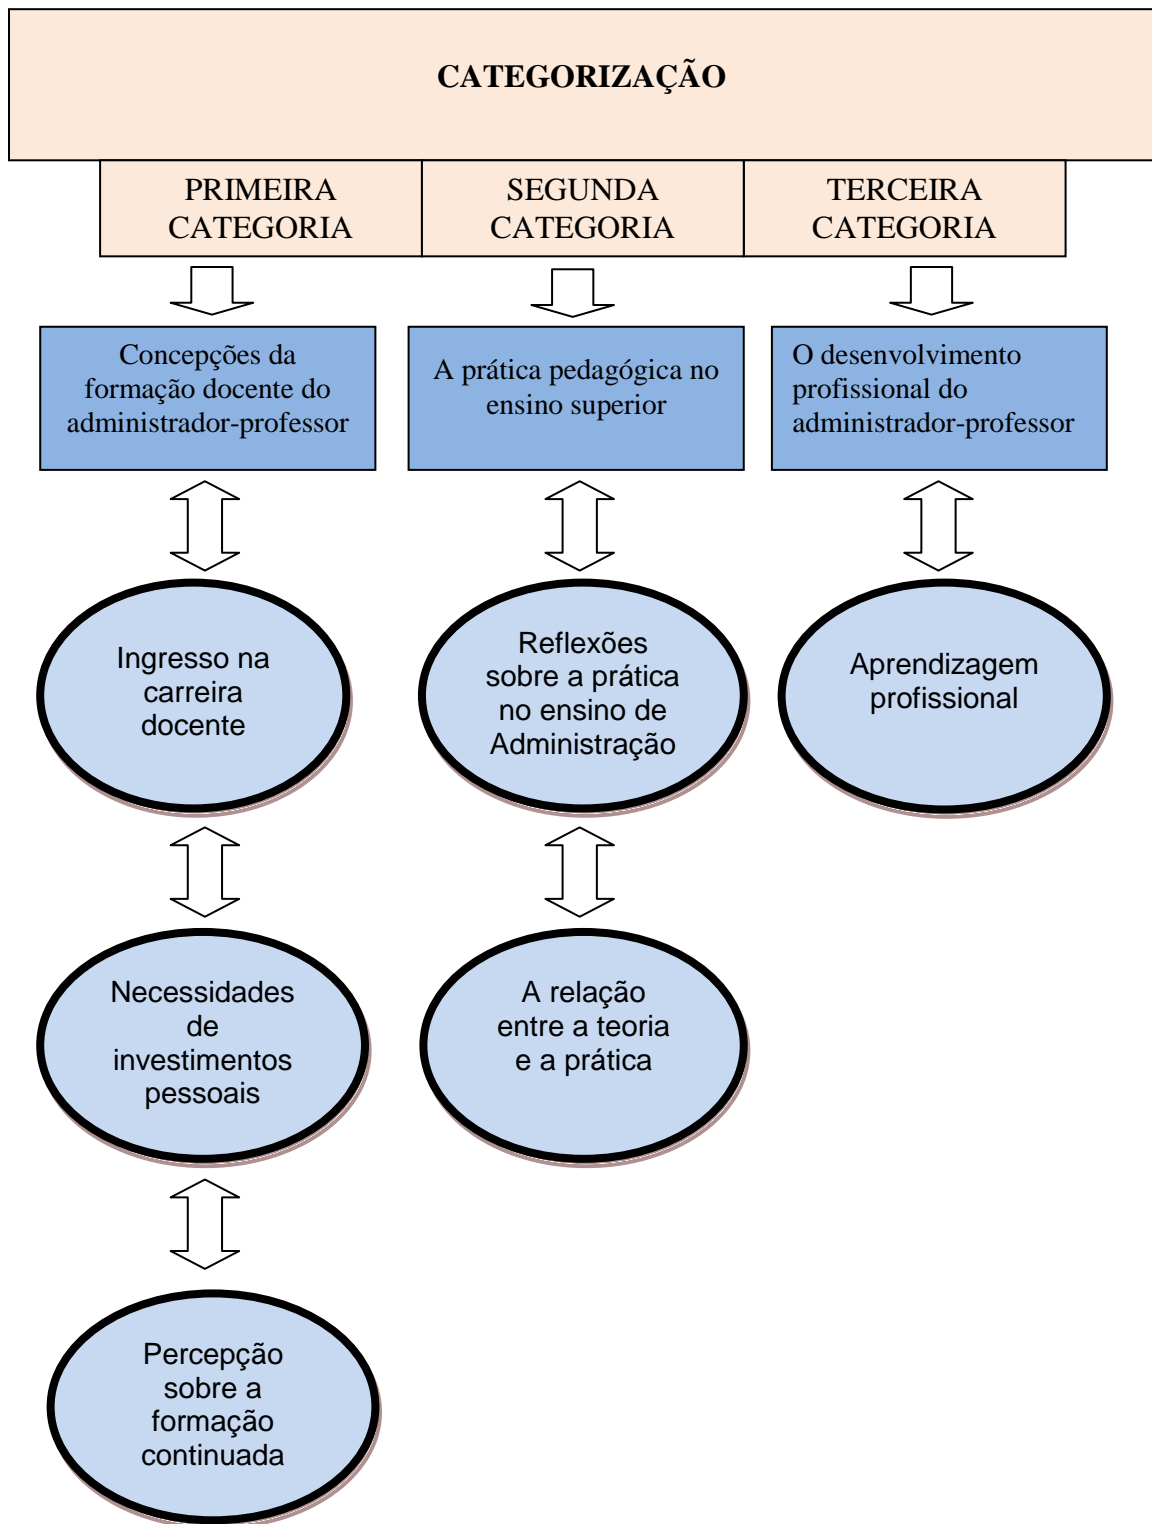 CATEGORIZAÇÃO
PRIMEIRA
CATEGORIA
SEGUNDA
CATEGORIA
TERCEIRA
CATEGORIA
Concepções da
formação docente do
administrador-professor
A prática pedagógica no
ensino superior
O desenvolvimento
profissional do
administrador-professor
Ingresso na
carreira
docente
Reflexões
sobre a prática
no ensino de
Administração
Aprendizagem
profissional
Necessidades
de
investimentos
pessoais
A relação
entre a teoria
e a prática
Percepção
sobre a
formação
continuada